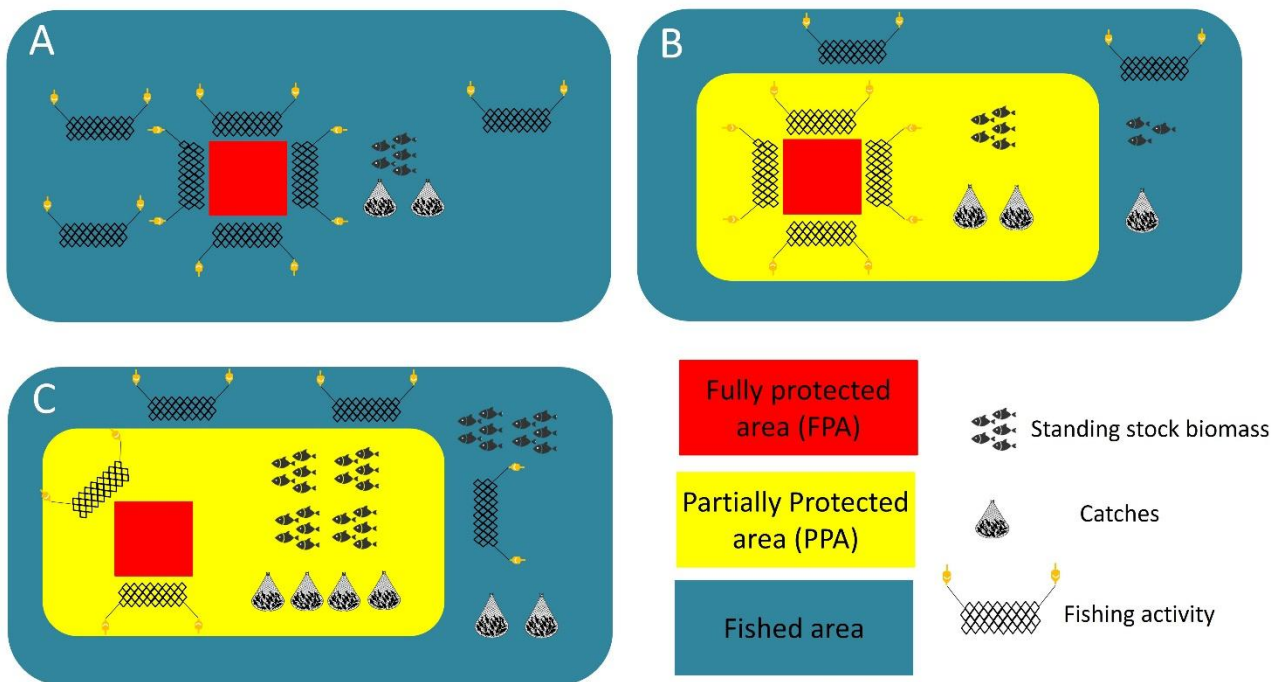 A
B
C
Fully protected
area (FPA)
Standing stock biomass
Partially Protected
area (PPA)
Catches
Fished area
Fishing activity